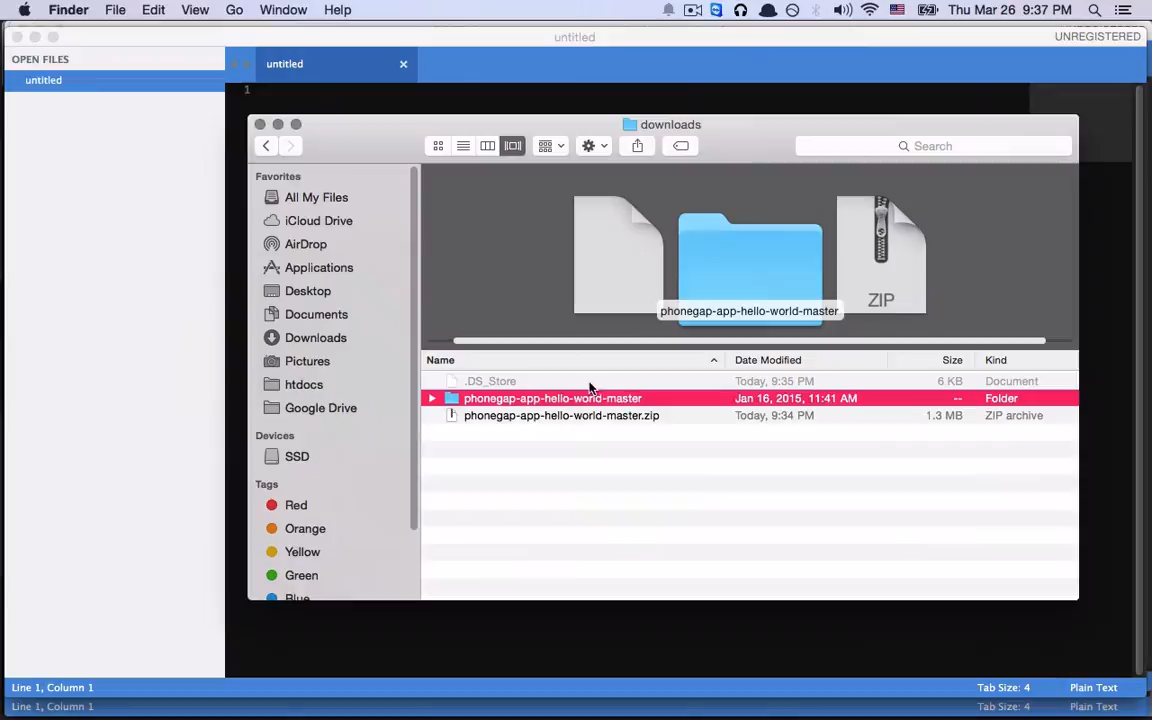 Finder File Edit View Go Window Help Thu Mar 26 9:37 PM
untitled UNREGISTERED
OPEN FILES
untitled
untitled
1
downloads
Search
Favorites
All My Files
iCloud Drive
AirDrop
Applications
Desktop
Documents
Downloads
Pictures
htdocs
Google Drive
Devices
SSD
Tags
Red
Orange
Yellow
Green
Blue
ZIP
phonegap-app-hello-world-master
Name Date Modified Size Kind
.DS_Store Today, 9:35 PM 6 KB Document
phonegap-app-hello-world-master Jan 16, 2015, 11:41 AM -- Folder
phonegap-app-hello-world-master.zip Today, 9:34 PM 1.3 MB ZIP archive
Line 1, Column 1 Tab Size: 4 Plain Text
Line 1, Column 1 Tab Size: 4 Plain Text